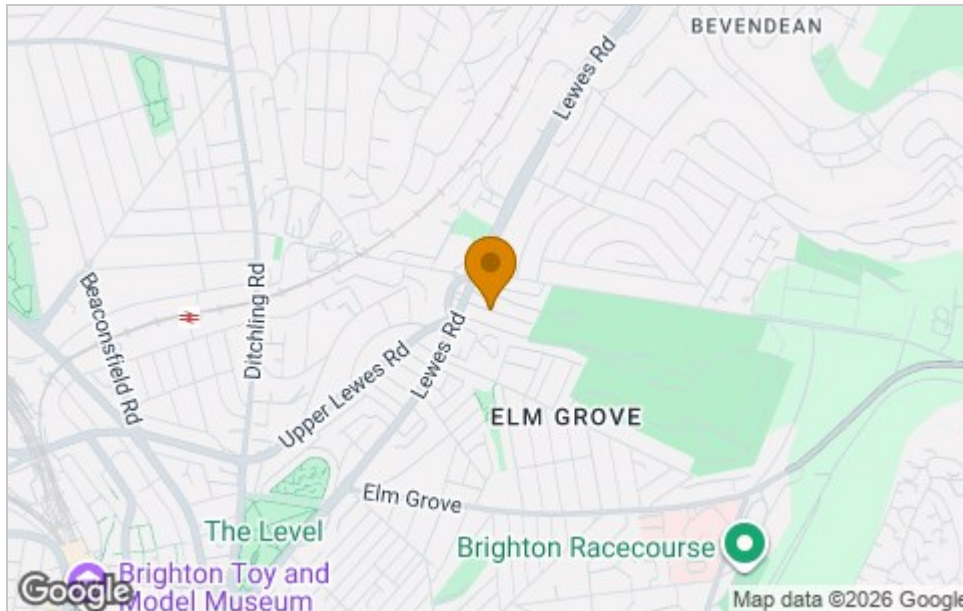 BEVENDEAN
Lewes Rd
Beaconsfield Rd
Ditchling Rd
Lewes Rd
Upper Lewes Rd
ELM GROVE
Elm Grove
The Level
Brighton Racecourse
Brighton Toy and
Model Museum
Google
Map data ©2026 Google